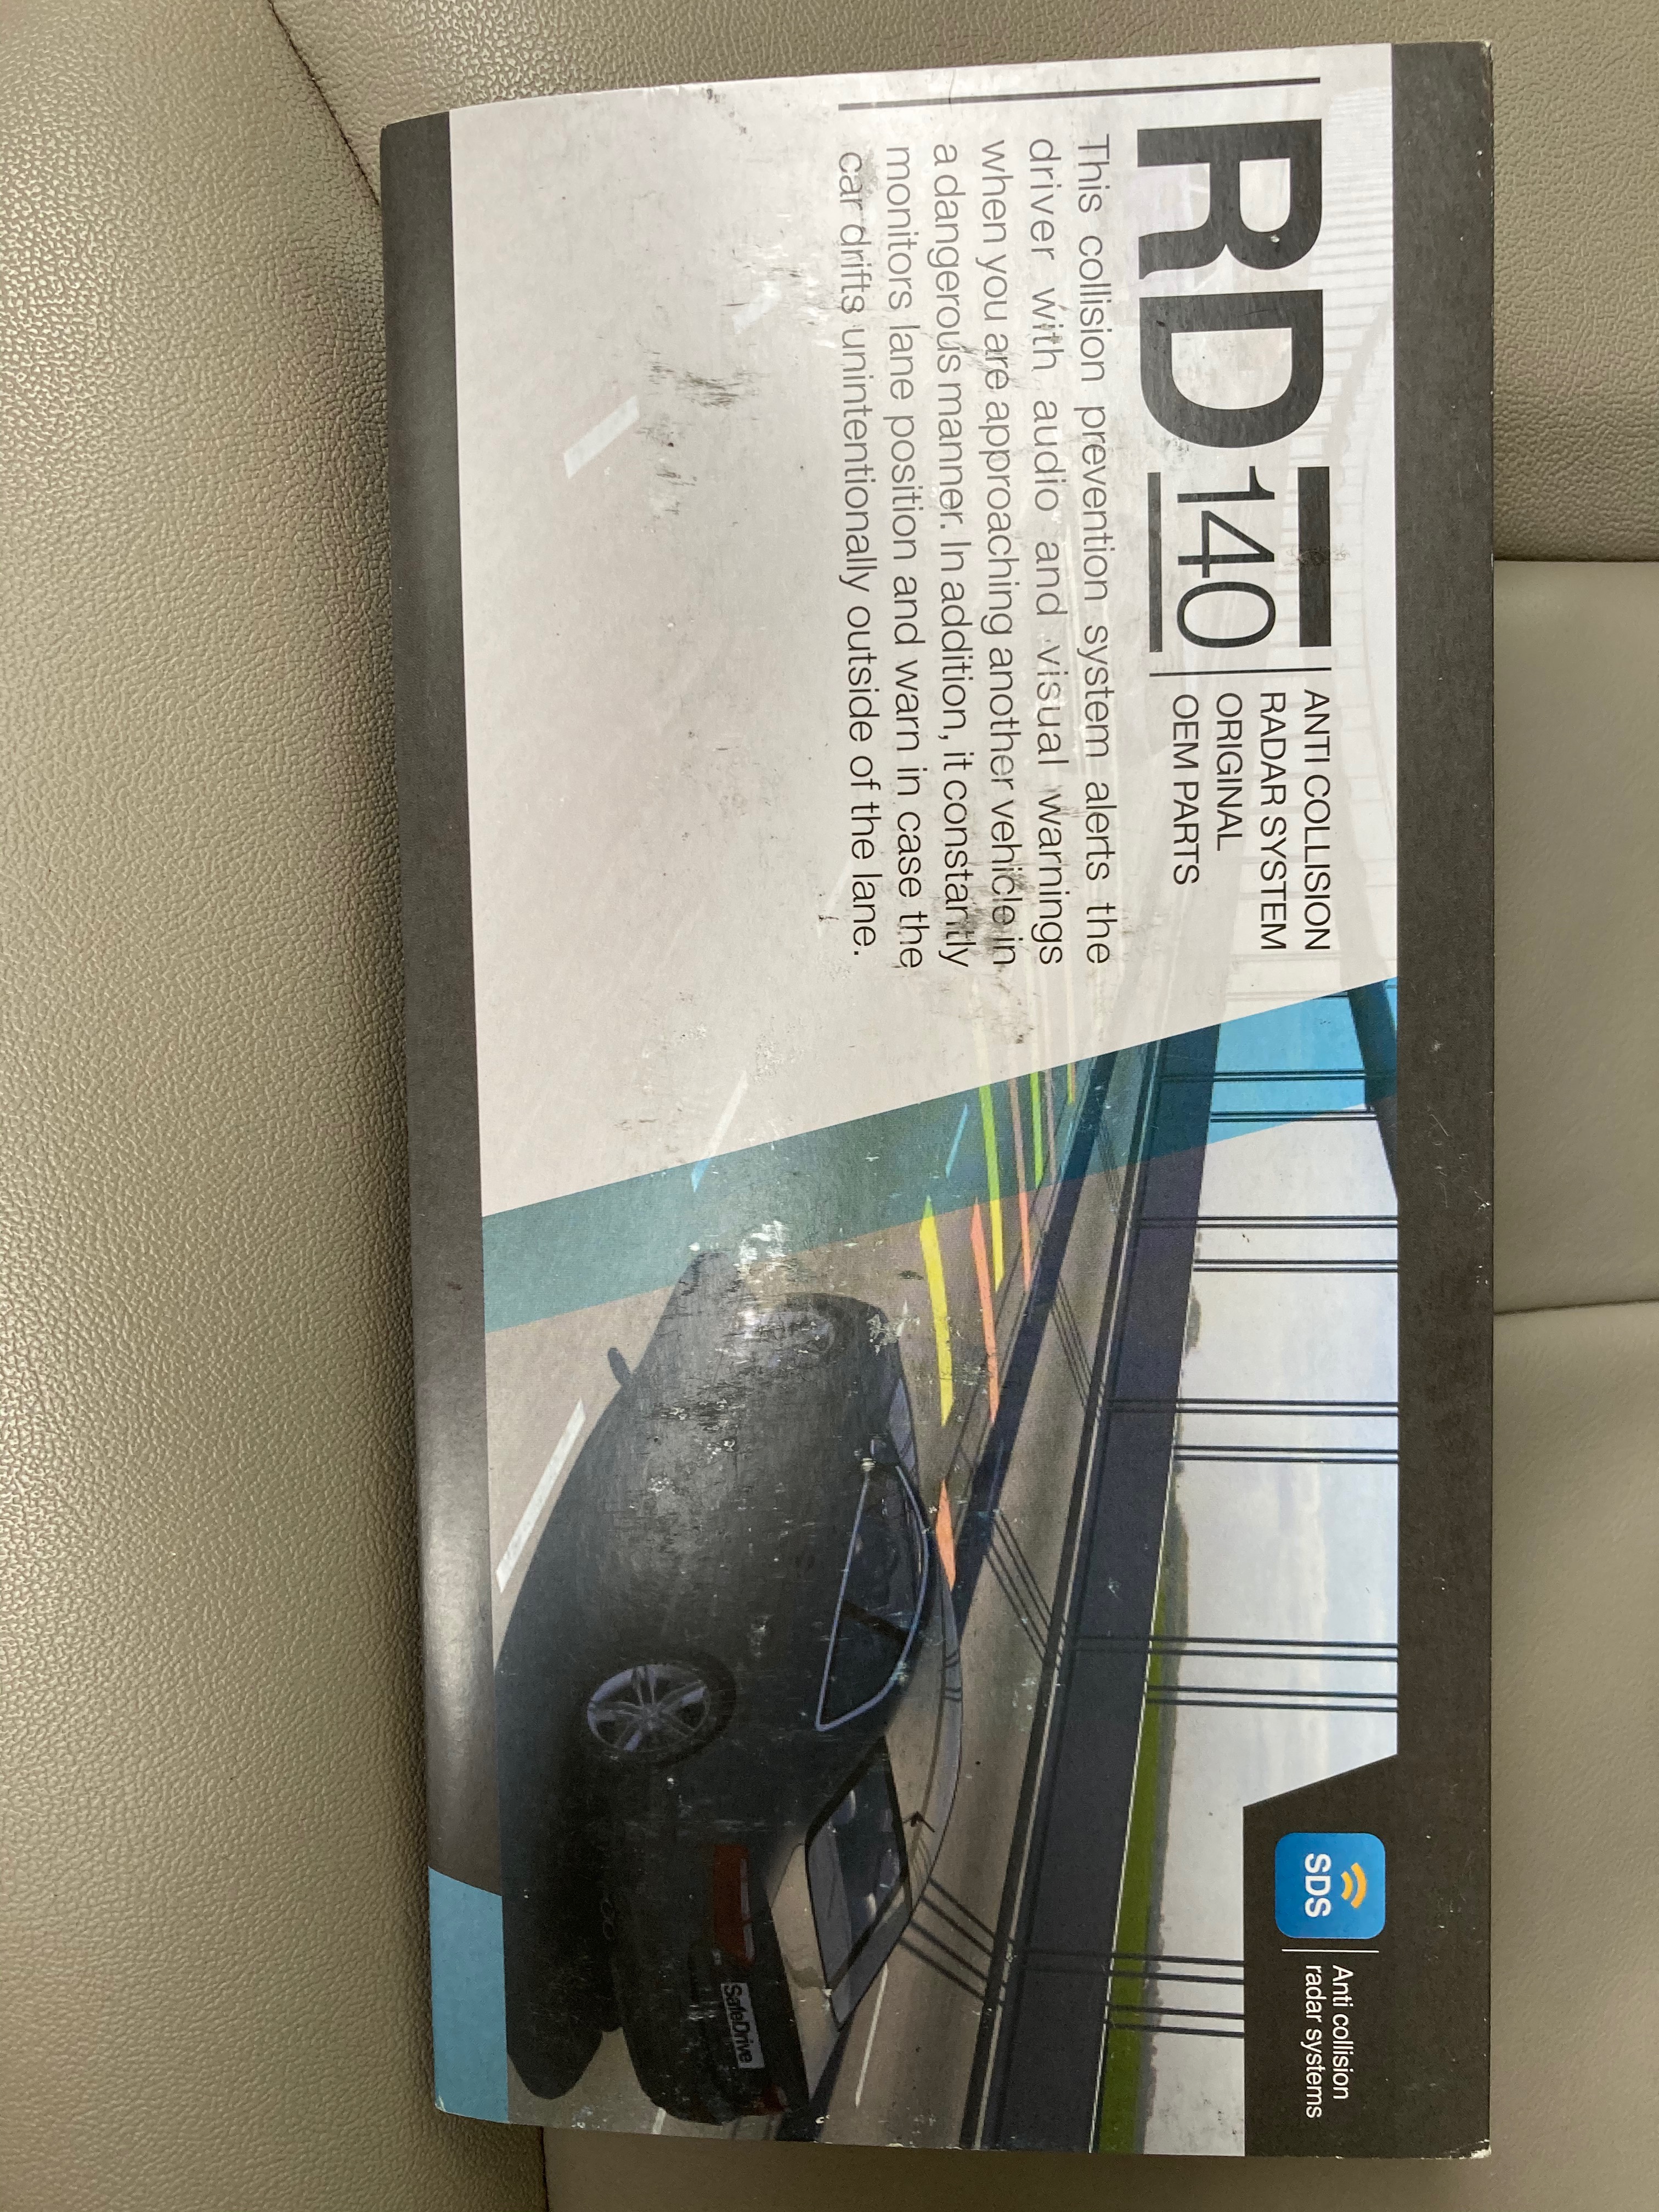 RD140
ANTI COLLISION
RADAR SYSTEM
ORIGINAL
OEM PARTS
This collision prevention system alerts the
driver with audio and visual warnings
when you are approaching another vehicle in
a dangerous manner. In addition, it constantly
monitors lane position and warn in case the
car drifts unintentionally outside of the lane.
SDS
Anti collision
radar systems
SafeDrive